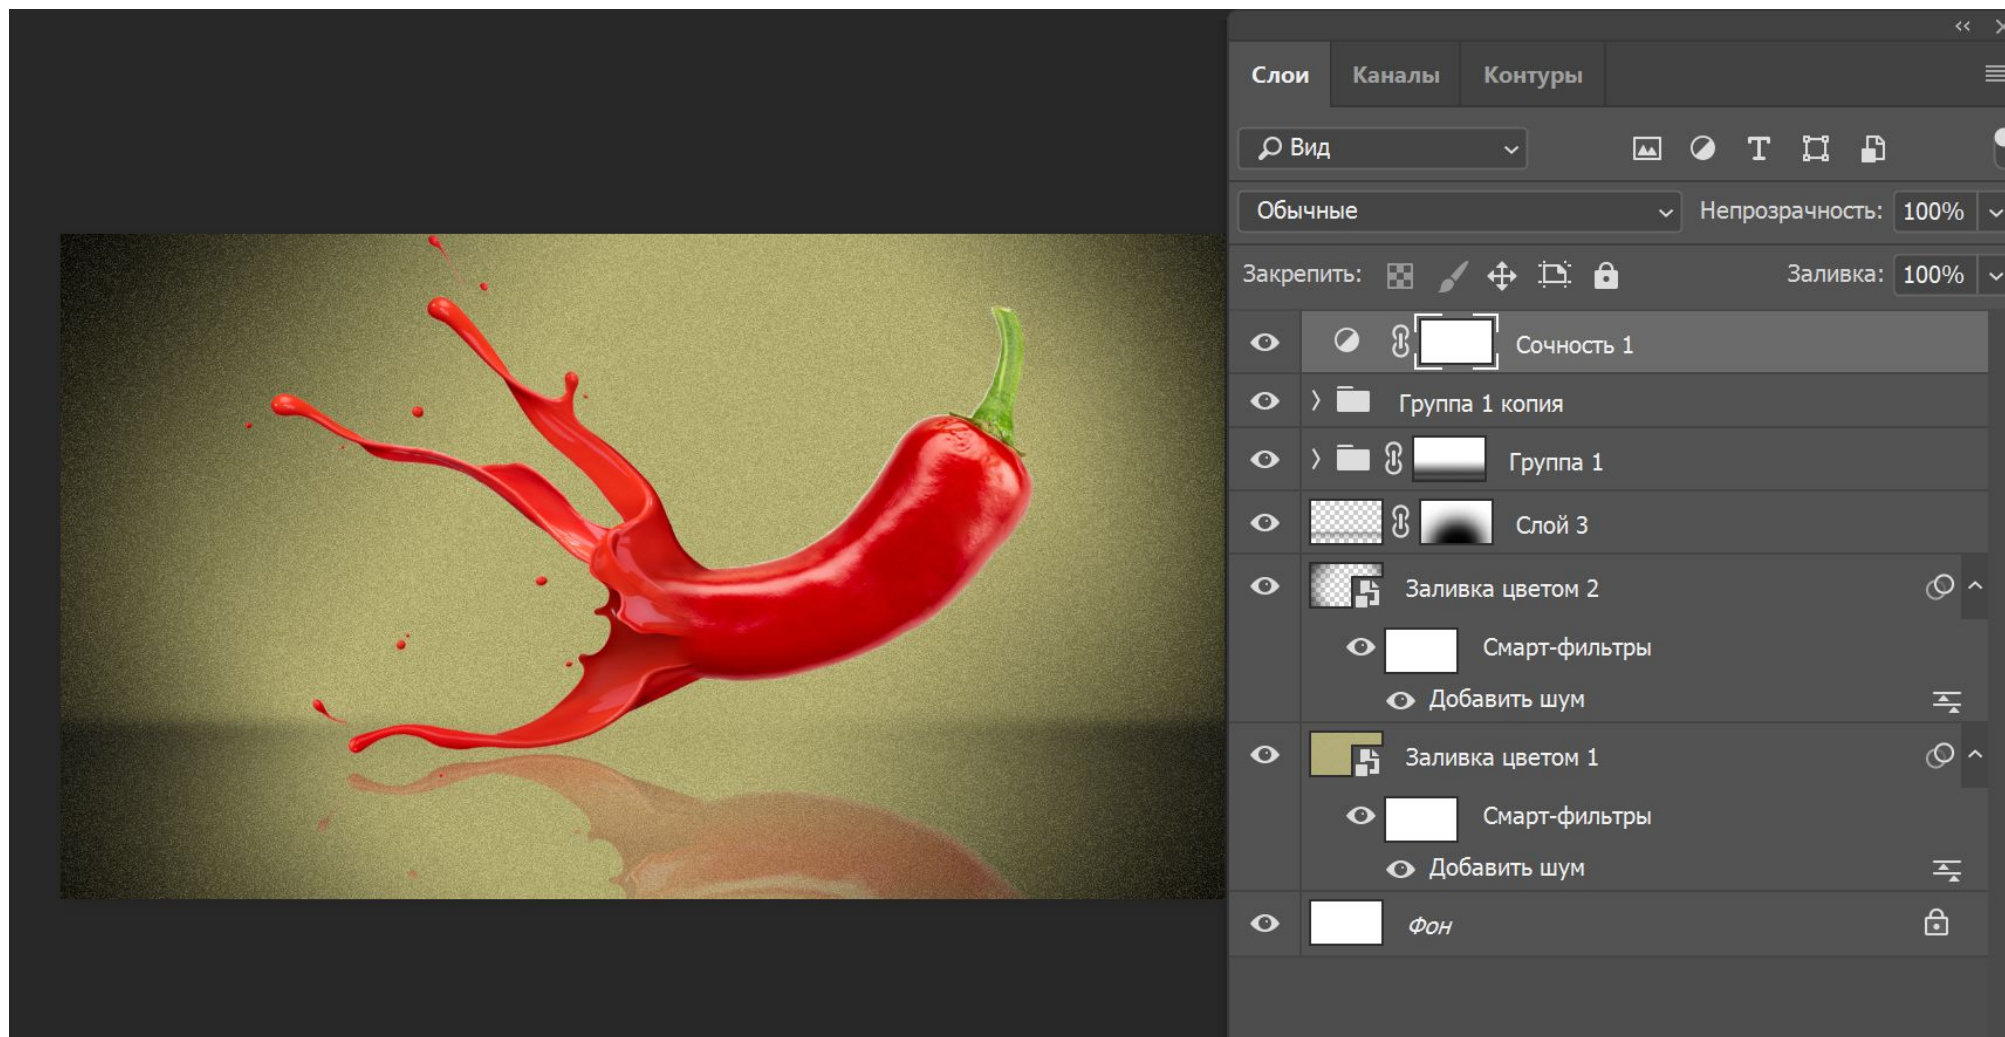 Слои Каналы Контуры
Вид
Обычные Непрозрачность: 100%
Закрепить: Заливка: 100%
Сочность 1
Группа 1 копия
Группа 1
Слой 3
Заливка цветом 2
Смарт-фильтры
Добавить шум
Заливка цветом 1
Смарт-фильтры
Добавить шум
Фон